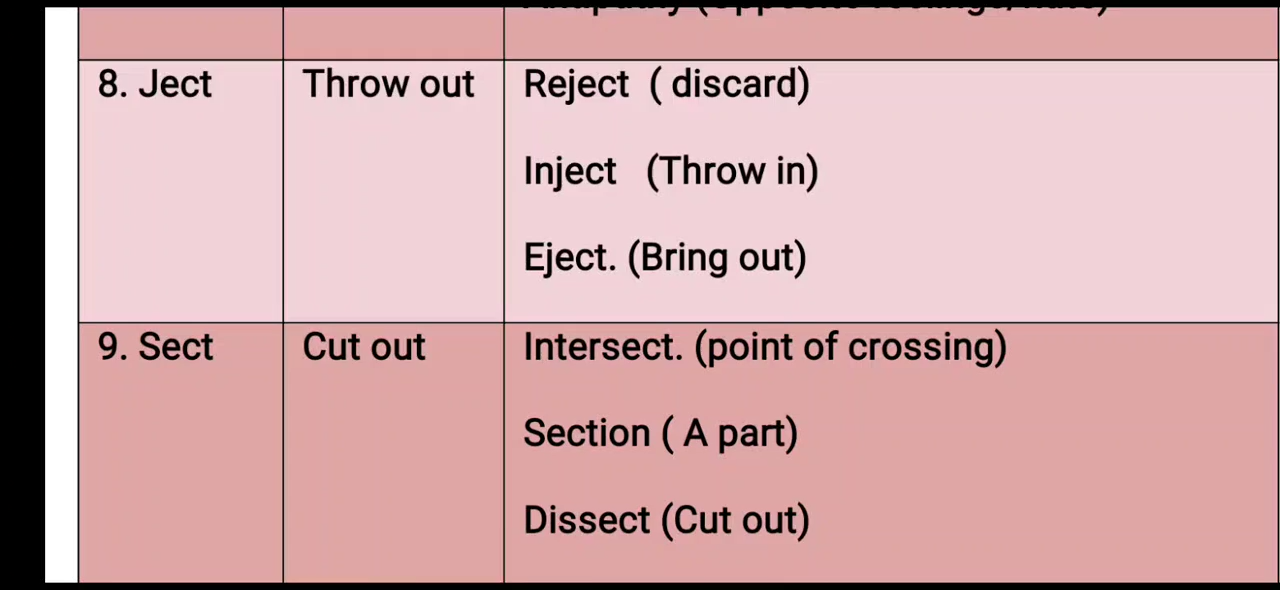 8. Ject Throw out Reject ( discard)
Inject (Throw in)
Eject. (Bring out)
9. Sect Cut out Intersect. (point of crossing)
Section ( A part)
Dissect (Cut out)